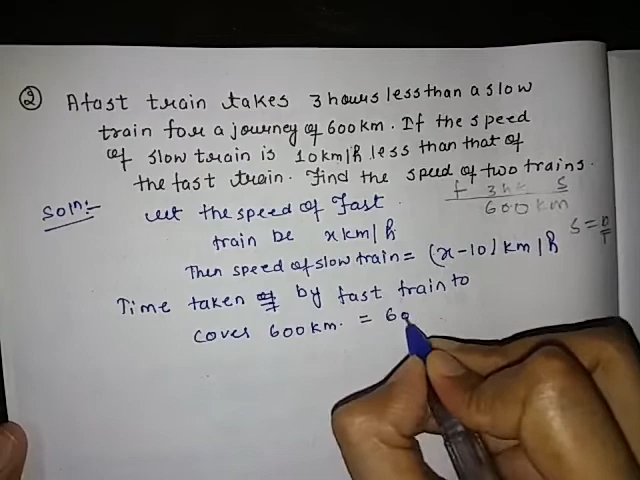 ② A fast train takes 3 hours less than a slow
train for a journey of 600 km. If the speed
of slow train is 10 km/h less than that of
the fast train. Find the speed of two trains.
f 3hr s
600 km
S = D/T
Soln:- Let the speed of Fast
train be x km/h
Then speed of slow train = (x-10) km/h
Time taken by fast train to
cover 600 km. = 60